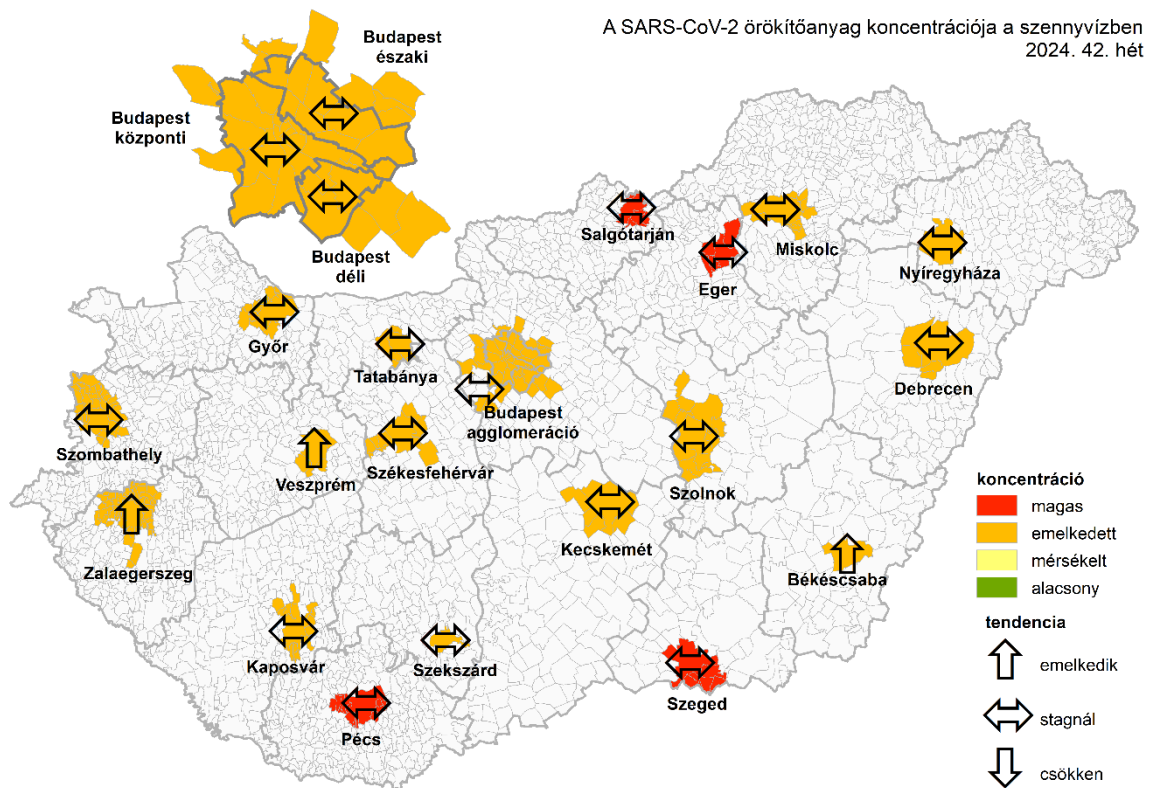 A SARS-CoV-2 örökítőanyag koncentrációja a szennyvízben
2024. 42. hét
Budapest
északi
Budapest
központi
Budapest
déli
Salgótarján
Eger
Miskolc
Nyíregyháza
Győr
Tatabánya
Budapest
agglomeráció
Debrecen
Szombathely
Veszprém
Székesfehérvár
Szolnok
Zalaegerszeg
Kecskemét
Békéscsaba
Kaposvár
Szekszárd
Pécs
Szeged
koncentráció
magas
emelkedett
mérsékelt
alacsony
tendencia
emelkedik
stagnál
csökken